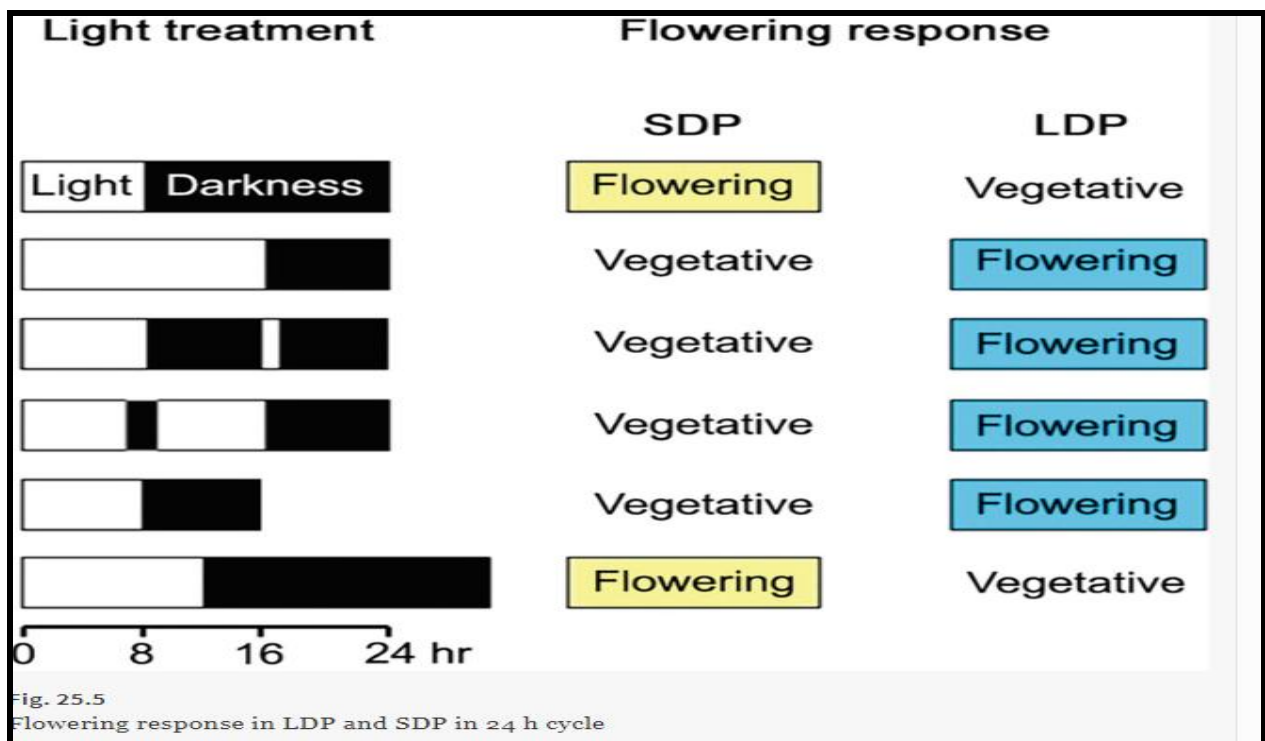 Light treatment Flowering response
SDP LDP
Light Darkness Flowering Vegetative
Vegetative Flowering
Vegetative Flowering
Vegetative Flowering
Vegetative Flowering
Flowering Vegetative
0 8 16 24 hr
Fig. 25.5
Flowering response in LDP and SDP in 24 h cycle